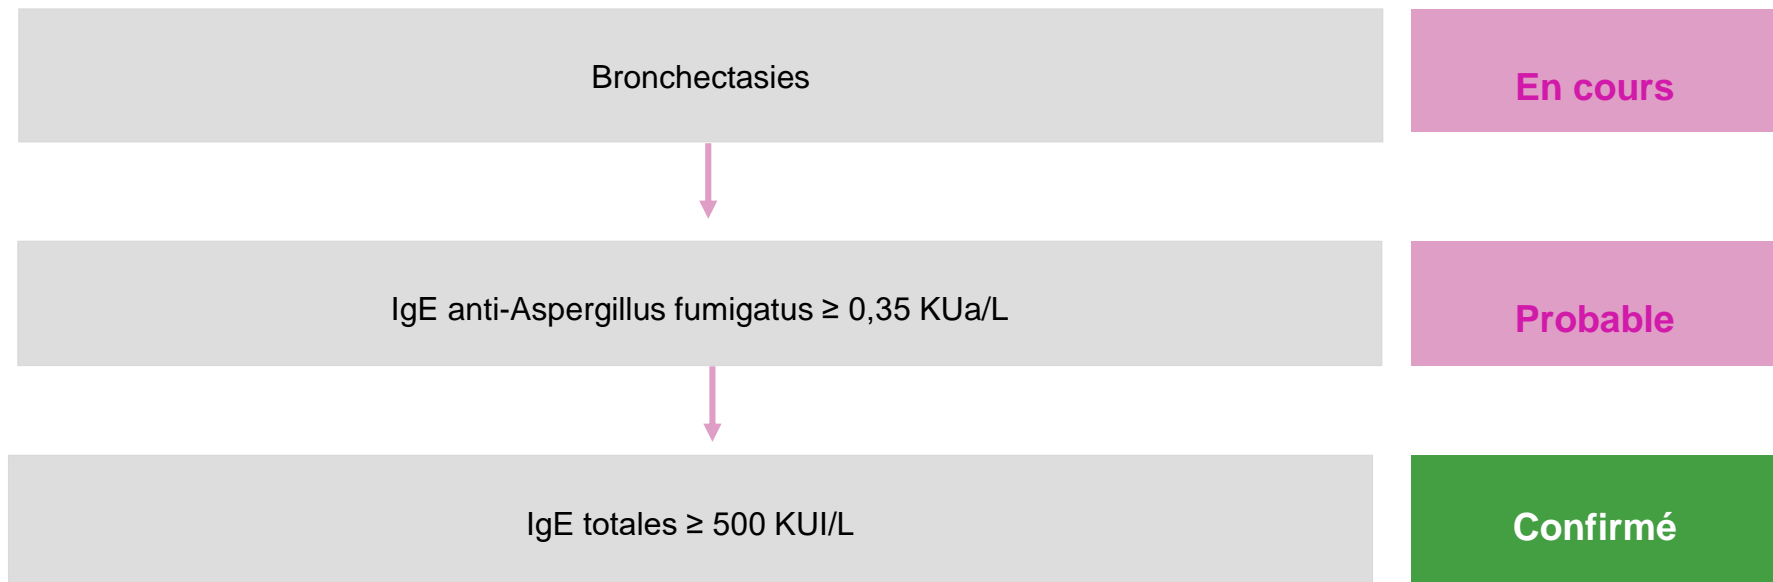 Bronchectasies
En cours
IgE anti-Aspergillus fumigatus ≥ 0,35 KUa/L
Probable
IgE totales ≥ 500 KUI/L
Confirmé